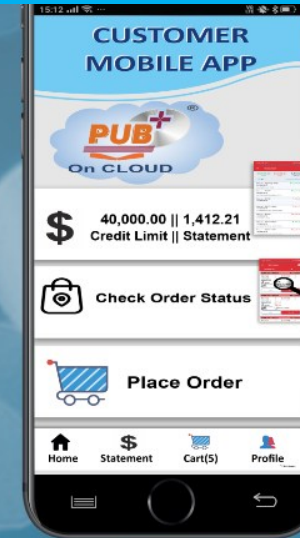 15:12
CUSTOMER
MOBILE APP
PUB+ ®
On CLOUD
$ 40,000.00 || 1,412.21
Credit Limit || Statement
Check Order Status
Place Order
$
Home Statement Cart(5) Profile